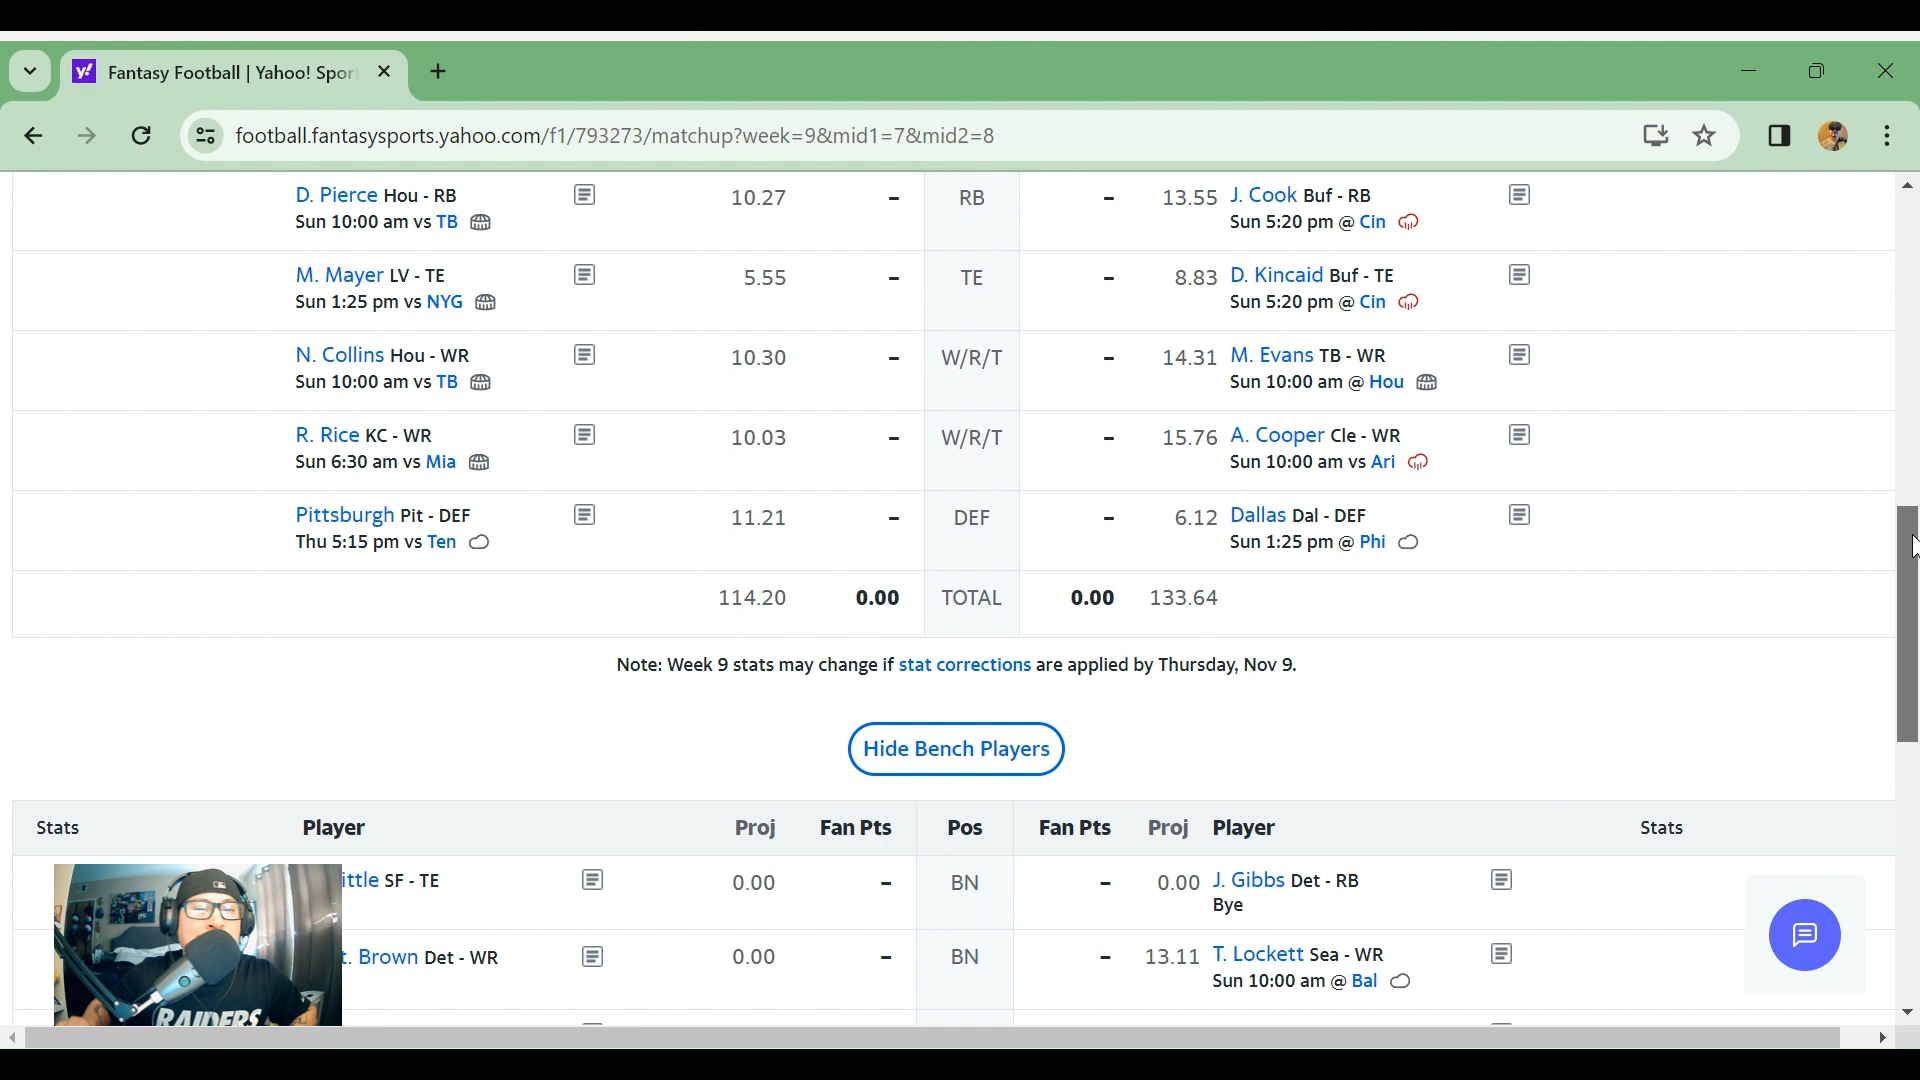 Fantasy Football | Yahoo! Spor
football.fantasysports.yahoo.com/f1/793273/matchup?week=9&mid1=7&mid2=8
D. Pierce Hou - RB 10.27 – RB – 13.55 J. Cook Buf - RB
Sun 10:00 am vs TB Sun 5:20 pm @ Cin
M. Mayer LV - TE 5.55 – TE – 8.83 D. Kincaid Buf - TE
Sun 1:25 pm vs NYG Sun 5:20 pm @ Cin
N. Collins Hou - WR 10.30 – W/R/T – 14.31 M. Evans TB - WR
Sun 10:00 am vs TB Sun 10:00 am @ Hou
R. Rice KC - WR 10.03 – W/R/T – 15.76 A. Cooper Cle - WR
Sun 6:30 am vs Mia Sun 10:00 am vs Ari
Pittsburgh Pit - DEF 11.21 – DEF – 6.12 Dallas Dal - DEF
Thu 5:15 pm vs Ten Sun 1:25 pm @ Phi
114.20 0.00 TOTAL 0.00 133.64
Note: Week 9 stats may change if stat corrections are applied by Thursday, Nov 9.
Hide Bench Players
Stats Player Proj Fan Pts Pos Fan Pts Proj Player Stats
ittle SF - TE 0.00 – BN – 0.00 J. Gibbs Det - RB
Bye
t. Brown Det - WR 0.00 – BN – 13.11 T. Lockett Sea - WR
Sun 10:00 am @ Bal
RAIDERS